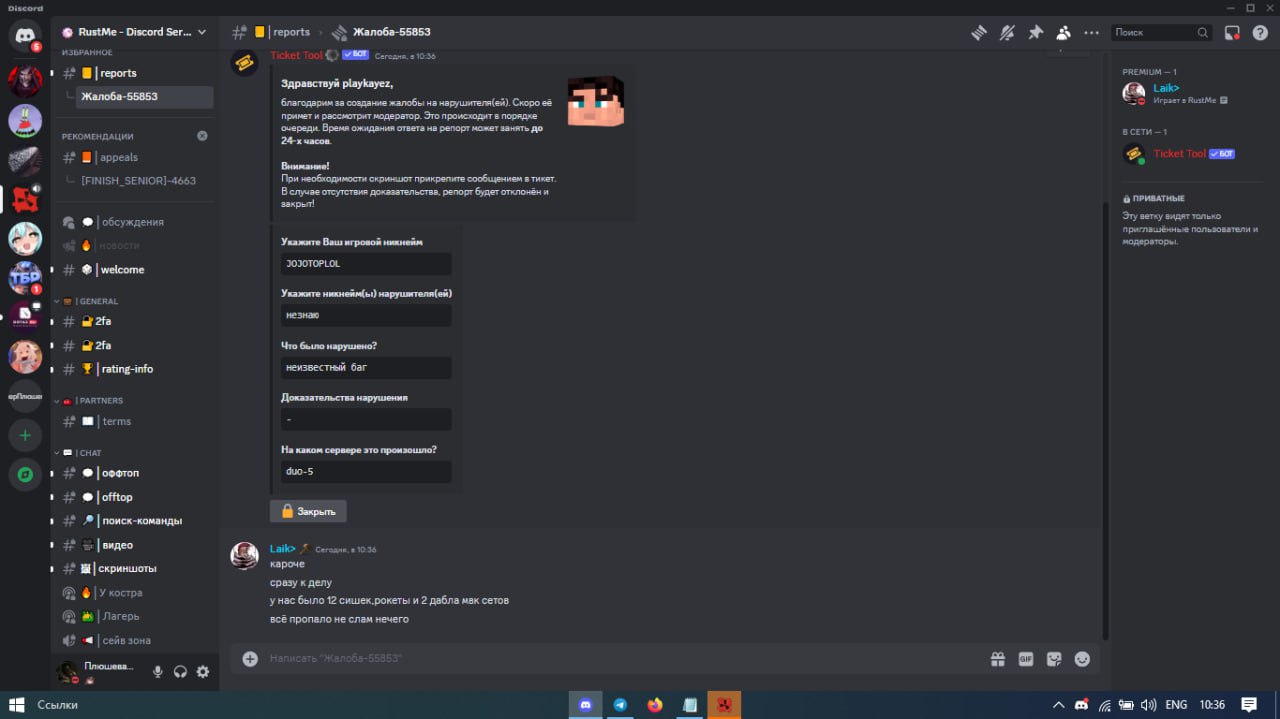 Discord
RustMe - Discord Ser...
ИЗБРАННОЕ
| reports
Жалоба-55853
РЕКОМЕНДАЦИИ
| appeals
[FINISH_SENIOR]-4663
| обсуждения
| новости
| welcome
| GENERAL
2fa
2fa
| rating-info
| PARTNERS
| terms
| CHAT
| оффтоп
| offtop
| поиск-команды
| видео
| скриншоты
| У костра
| Лагерь
| сейв зона
Плюшева...
5
ТБР
1
ерПлюшек
| reports
Жалоба-55853
Поиск
Ticket Tool БОТ Сегодня, в 10:36
Здравствуй playkayez,
благодарим за создание жалобы на нарушителя(ей). Скоро её
примет и рассмотрит модератор. Это происходит в порядке
очереди. Время ожидания ответа на репорт может занять до
24-х часов.
Внимание!
При необходимости скриншот прикрепите сообщением в тикет.
В случае отсутствия доказательства, репорт будет отклонён и
закрыт!
Укажите Ваш игровой никнейм
JOJOTOPLOL
Укажите никнейм(ы) нарушителя(ей)
незнаю
Что было нарушено?
неизвестный баг
Доказательства нарушения
-
На каком сервере это произошло?
duo-5
Закрыть
Laik> Сегодня, в 10:36
кароче
сразу к делу
у нас было 12 сишек,рокеты и 2 дабла мвк сетов
всё пропало не слам нечего
Написать "Жалоба-55853"
GIF
PREMIUM — 1
Laik>
Играет в RustMe
В СЕТИ — 1
Ticket Tool БОТ
ПРИВАТНЫЕ
Эту ветку видят только
приглашённые пользователи и
модераторы.
Ссылки
ENG
10:36